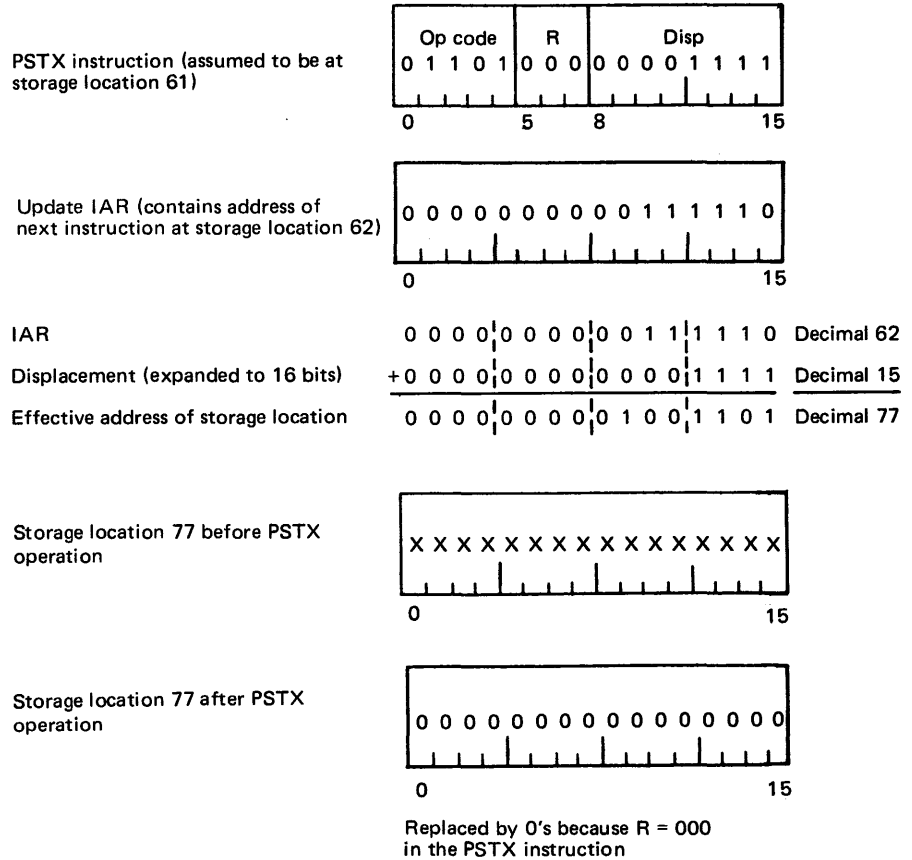 Op code R Disp
PSTX instruction (assumed to be at
storage location 61)
0 1 1 0 1 0 0 0 0 0 0 0 1 1 1 1
0 5 8 15
Update IAR (contains address of
next instruction at storage location 62)
0 0 0 0 0 0 0 0 0 0 1 1 1 1 1 0
0 15
IAR 0 0 0 0 0 0 0 0 0 0 1 1 1 1 1 0 Decimal 62
Displacement (expanded to 16 bits) +0 0 0 0 0 0 0 0 0 0 0 0 1 1 1 1 Decimal 15
Effective address of storage location 0 0 0 0 0 0 0 0 0 1 0 0 1 1 0 1 Decimal 77
Storage location 77 before PSTX
operation
X X X X X X X X X X X X X X X X
0 15
Storage location 77 after PSTX
operation
0 0 0 0 0 0 0 0 0 0 0 0 0 0 0 0
0 15
Replaced by 0's because R = 000
in the PSTX instruction